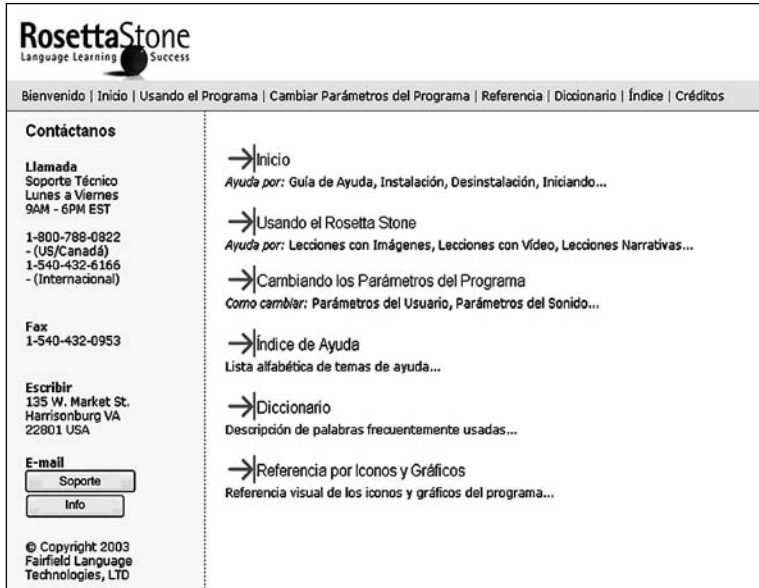 RosettaStone
Language Learning Success
Bienvenido | Inicio | Usando el Programa | Cambiar Parámetros del Programa | Referencia | Diccionario | Índice | Créditos
Contáctanos
Llamada
Soporte Técnico
Lunes a Viernes
9AM - 6PM EST
1-800-788-0822
- (US/Canadá)
1-540-432-6166
- (Internacional)
Fax
1-540-432-0953
Escribir
135 W. Market St.
Harrisonburg VA
22801 USA
E-mail
Soporte
Info
© Copyright 2003
Fairfield Language
Technologies, LTD
Inicio
Ayuda por: Guía de Ayuda, Instalación, Desinstalación, Iniciando...
Usando el Rosetta Stone
Ayuda por: Lecciones con Imágenes, Lecciones con Vídeo, Lecciones Narrativas...
Cambiando los Parámetros del Programa
Como cambiar: Parámetros del Usuario, Parámetros del Sonido...
Índice de Ayuda
Lista alfabética de temas de ayuda...
Diccionario
Descripción de palabras frecuentemente usadas...
Referencia por Iconos y Gráficos
Referencia visual de los iconos y gráficos del programa...